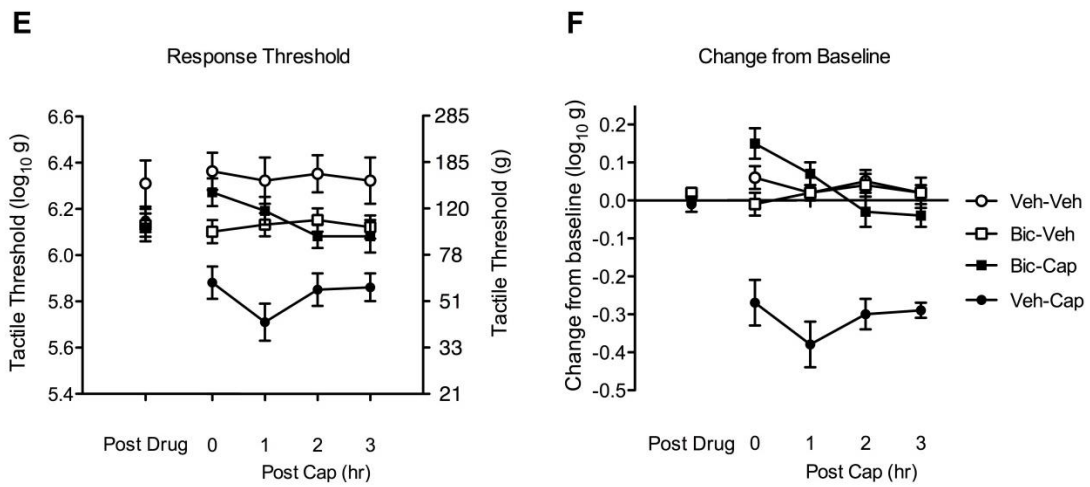 E
Response Threshold
Tactile Threshold (log10 g)
6.6
6.4
6.2
6.0
5.8
5.6
5.4
285
185
120
78
51
33
21
Tactile Threshold (g)
Post Drug 0 1 2 3
Post Cap (hr)
F
Change from Baseline
Change from baseline (log10 g)
0.2
0.1
0.0
-0.1
-0.2
-0.3
-0.4
-0.5
Post Drug 0 1 2 3
Post Cap (hr)
Veh-Veh
Bic-Veh
Bic-Cap
Veh-Cap